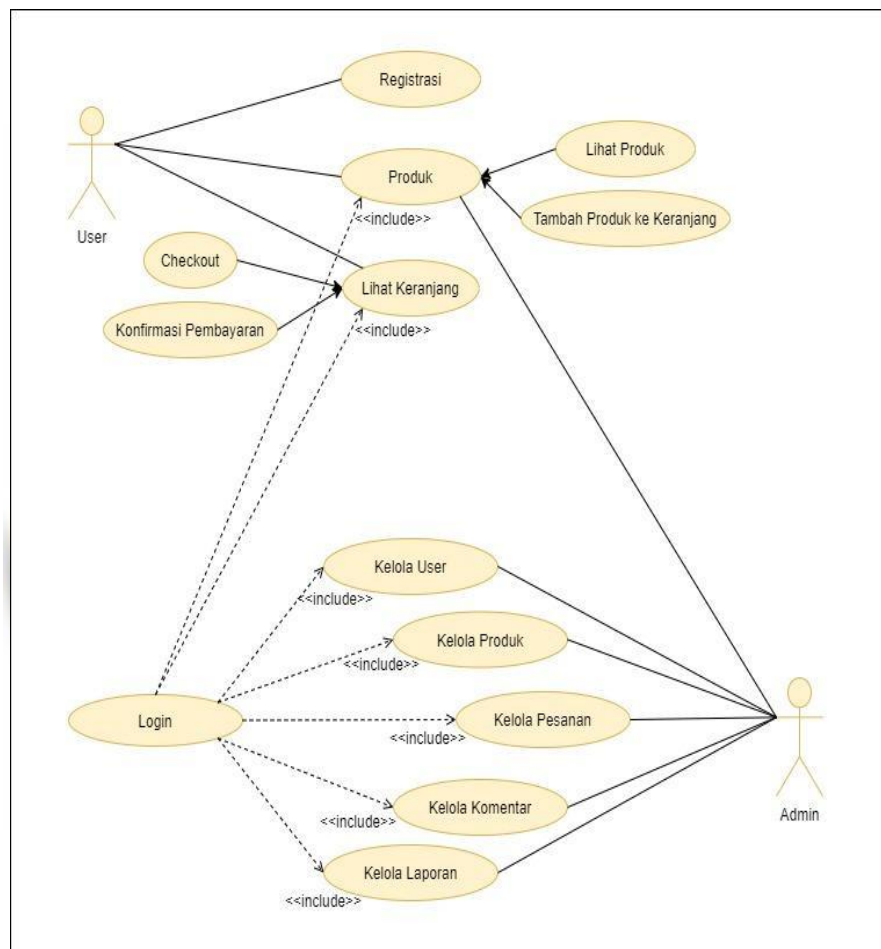 Registrasi
Lihat Produk
Produk
<<include>>
Tambah Produk ke Keranjang
User
Checkout
Lihat Keranjang
Konfirmasi Pembayaran
<<include>>
Kelola User
<<include>>
Kelola Produk
<<include>>
Login
Kelola Pesanan
<<include>>
Kelola Komentar
<<include>>
Admin
Kelola Laporan
<<include>>